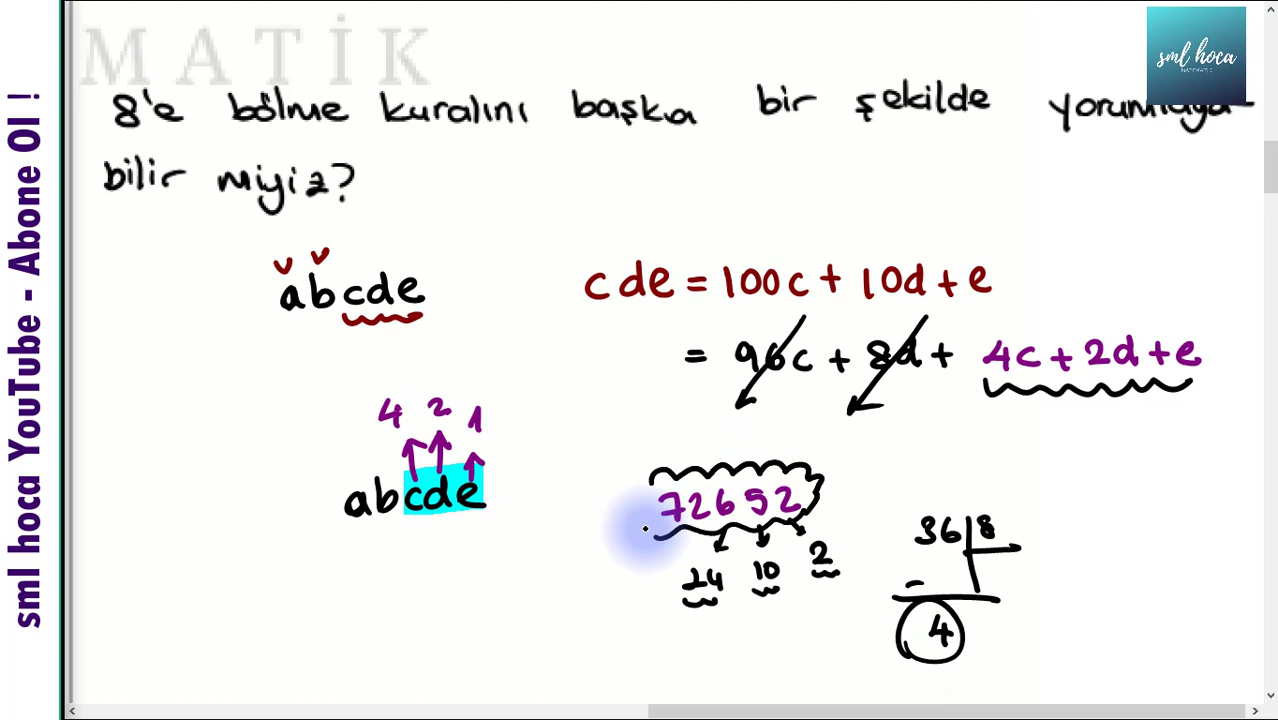 MATİK
sml hoca
MATEMATİK
8'e bölme kuralını başka bir şekilde yorumlaya-
bilir miyiz?
abcde
cde = 100c + 10d + e
= 96c + 8d + 4c + 2d + e
4 2 1
abcde
72652
24 10 2
36 8
-
4
sml hoca YouTube - Abone Ol !